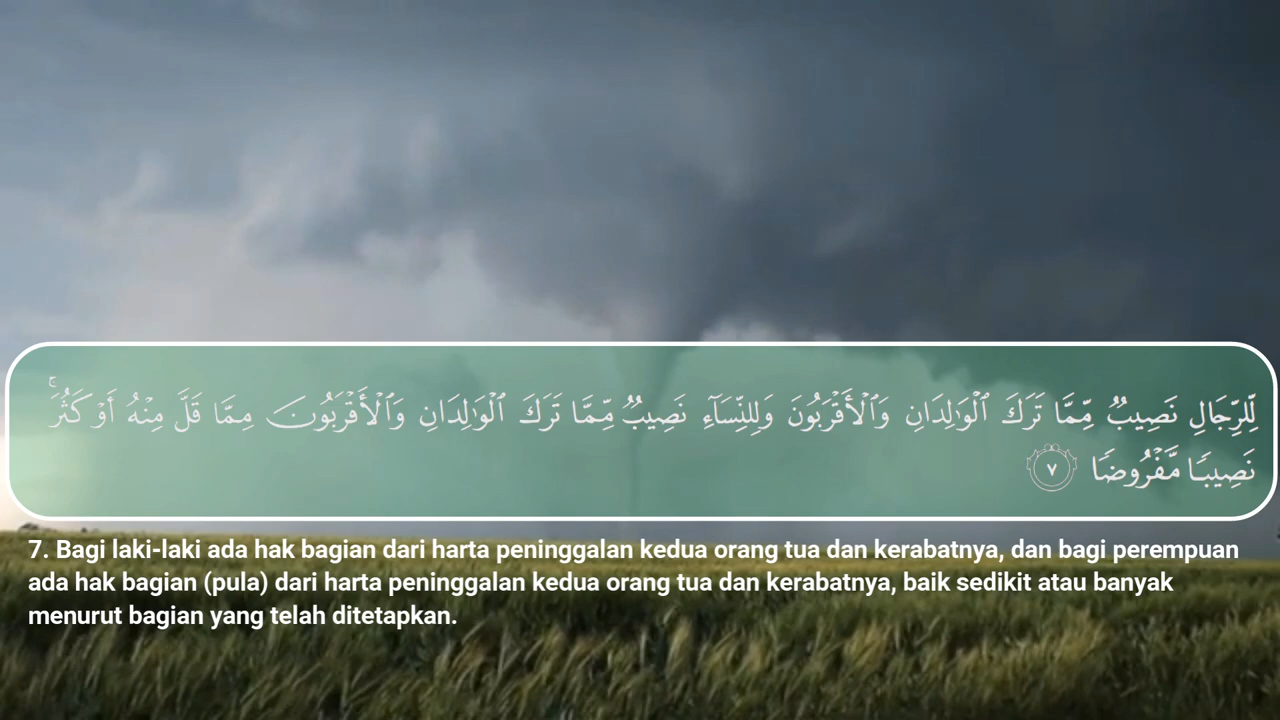 لِّلرِّجَالِ نَصِيبٌ مِّمَّا تَرَكَ ٱلْوَٰلِدَانِ وَٱلْأَقْرَبُونَ وَلِلنِّسَآءِ نَصِيبٌ مِّمَّا تَرَكَ ٱلْوَٰلِدَانِ وَٱلْأَقْرَبُونَ مِمَّا قَلَّ مِنْهُ أَوْ كَثُرَ ۚ
نَصِيبًا مَّفْرُوضًا ٧
7. Bagi laki-laki ada hak bagian dari harta peninggalan kedua orang tua dan kerabatnya, dan bagi perempuan
ada hak bagian (pula) dari harta peninggalan kedua orang tua dan kerabatnya, baik sedikit atau banyak
menurut bagian yang telah ditetapkan.